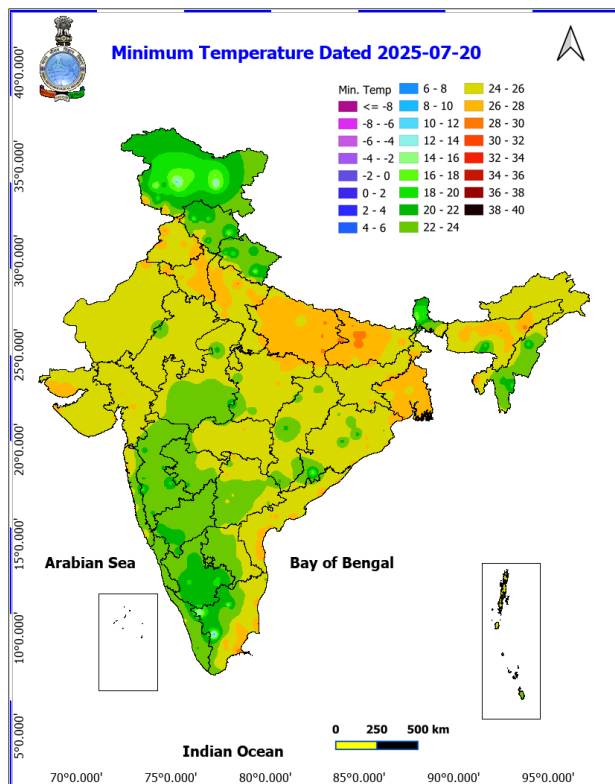 Minimum Temperature Dated 2025-07-20
Min. Temp
<= -8
-8 - -6
-6 - -4
-4 - -2
-2 - 0
0 - 2
2 - 4
4 - 6
6 - 8
8 - 10
10 - 12
12 - 14
14 - 16
16 - 18
18 - 20
20 - 22
22 - 24
24 - 26
26 - 28
28 - 30
30 - 32
32 - 34
34 - 36
36 - 38
38 - 40
40°0.000'
35°0.000'
30°0.000'
25°0.000'
20°0.000'
15°0.000'
10°0.000'
5°0.000'
Arabian Sea
Bay of Bengal
0 250 500 km
Indian Ocean
70°0.000' 75°0.000' 80°0.000' 85°0.000' 90°0.000' 95°0.000'